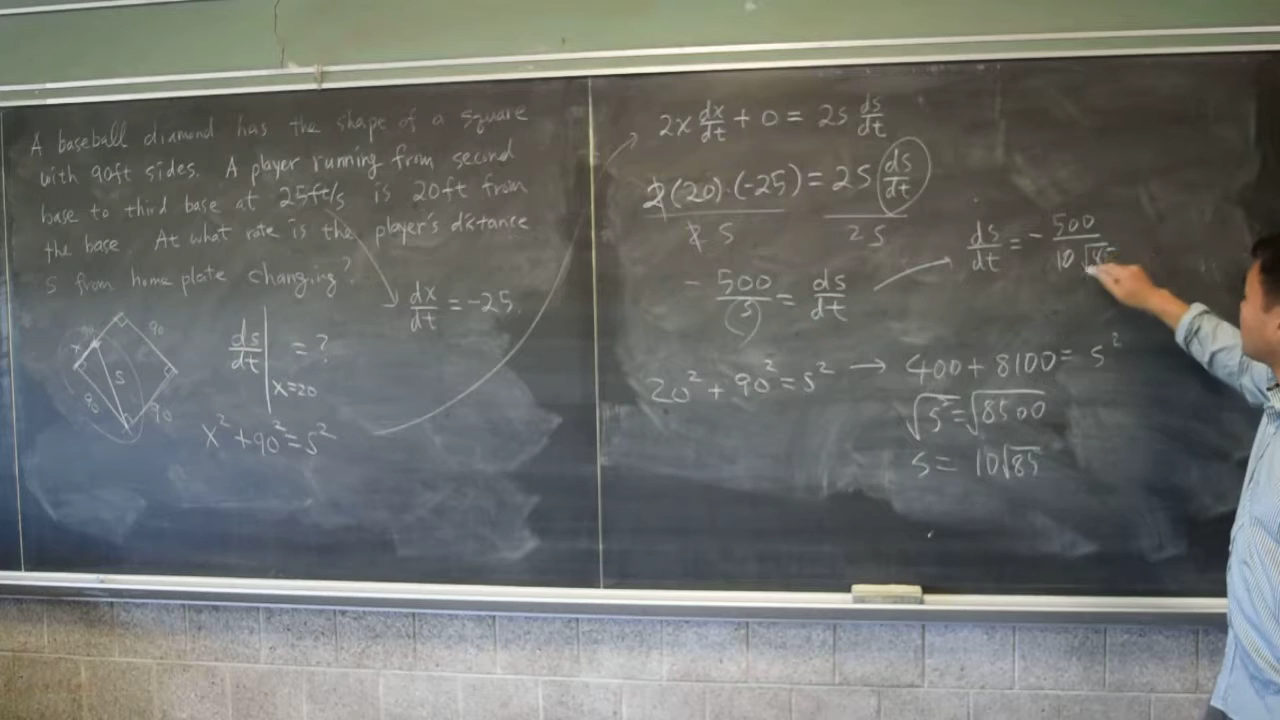 A baseball diamond has the shape of a square
with 90ft sides. A player running from second
base to third base at 25ft/s is 20ft from
the base. At what rate is the player's distance
S from home plate changing?
dx/dt = -25.
ds/dt | x=20 = ?
x
90
S
90
90
x² + 90² = s²
2x dx/dt + 0 = 2s ds/dt
2(20)·(-25) / 2s = 2s ds/dt / 2s
- 500/s = ds/dt
ds/dt = - 500/10√85
20² + 90² = s² → 400 + 8100 = s²
√s² = √8500
s = 10√85